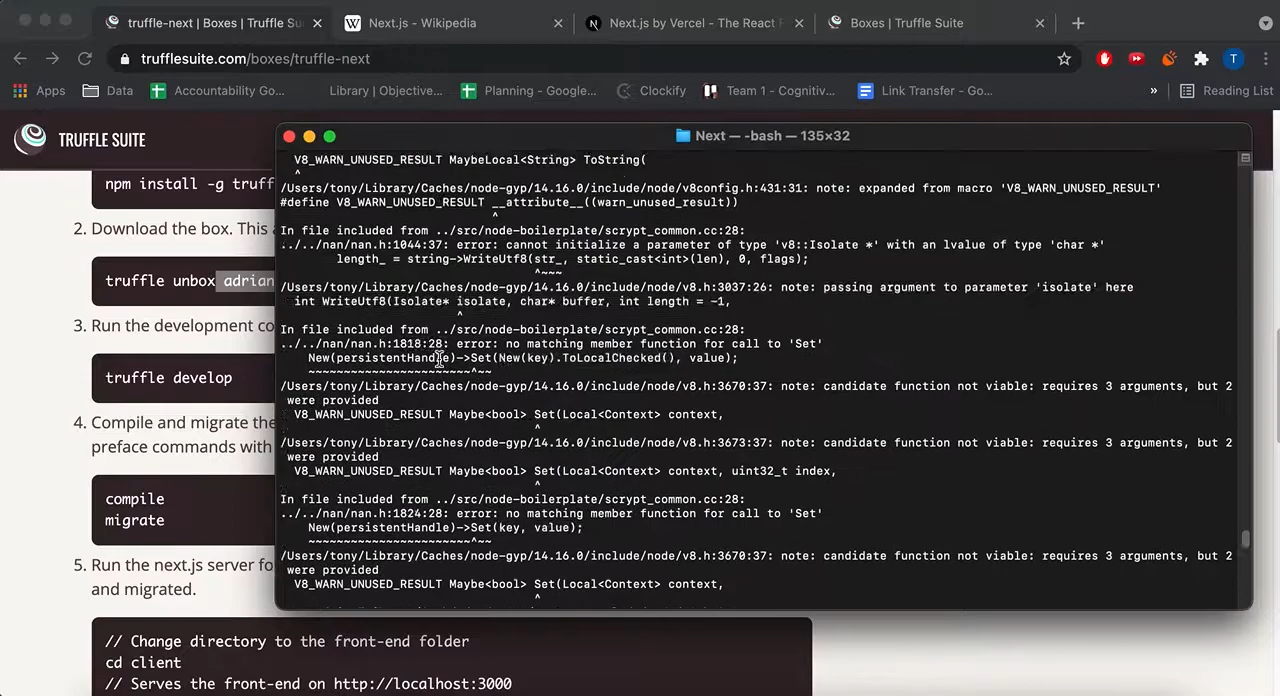 truffle-next | Boxes | Truffle Su
Next.js - Wikipedia
Next.js by Vercel - The React F
Boxes | Truffle Suite
trufflesuite.com/boxes/truffle-next
T
Apps
Data
Accountability Go...
Library | Objective...
Planning - Google...
Clockify
Team 1 - Cognitiv...
Link Transfer - Go...
»
Reading List
TRUFFLE SUITE
npm install -g truff
2. Download the box. This a
truffle unbox adrian
3. Run the development co
truffle develop
4. Compile and migrate the
preface commands with
compile
migrate
5. Run the next.js server fo
and migrated.
// Change directory to the front-end folder
cd client
// Serves the front-end on http://localhost:3000
Next — -bash — 135×32
V8_WARN_UNUSED_RESULT MaybeLocal<String> ToString(
^
/Users/tony/Library/Caches/node-gyp/14.16.0/include/node/v8config.h:431:31: note: expanded from macro 'V8_WARN_UNUSED_RESULT'
#define V8_WARN_UNUSED_RESULT __attribute__((warn_unused_result))
^
In file included from ../src/node-boilerplate/scrypt_common.cc:28:
../../nan/nan.h:1044:37: error: cannot initialize a parameter of type 'v8::Isolate *' with an lvalue of type 'char *'
length_ = string->WriteUtf8(str_, static_cast<int>(len), 0, flags);
^~~~
/Users/tony/Library/Caches/node-gyp/14.16.0/include/node/v8.h:3037:26: note: passing argument to parameter 'isolate' here
int WriteUtf8(Isolate* isolate, char* buffer, int length = -1,
^
In file included from ../src/node-boilerplate/scrypt_common.cc:28:
../../nan/nan.h:1818:28: error: no matching member function for call to 'Set'
New(persistentHandle)->Set(New(key).ToLocalChecked(), value);
~~~~~~~~~~~~~~~~~~~~~~~^~~
/Users/tony/Library/Caches/node-gyp/14.16.0/include/node/v8.h:3670:37: note: candidate function not viable: requires 3 arguments, but 2
were provided
V8_WARN_UNUSED_RESULT Maybe<bool> Set(Local<Context> context,
^
/Users/tony/Library/Caches/node-gyp/14.16.0/include/node/v8.h:3673:37: note: candidate function not viable: requires 3 arguments, but 2
were provided
V8_WARN_UNUSED_RESULT Maybe<bool> Set(Local<Context> context, uint32_t index,
^
In file included from ../src/node-boilerplate/scrypt_common.cc:28:
../../nan/nan.h:1824:28: error: no matching member function for call to 'Set'
New(persistentHandle)->Set(key, value);
~~~~~~~~~~~~~~~~~~~~~~~^~~
/Users/tony/Library/Caches/node-gyp/14.16.0/include/node/v8.h:3670:37: note: candidate function not viable: requires 3 arguments, but 2
were provided
V8_WARN_UNUSED_RESULT Maybe<bool> Set(Local<Context> context,
^